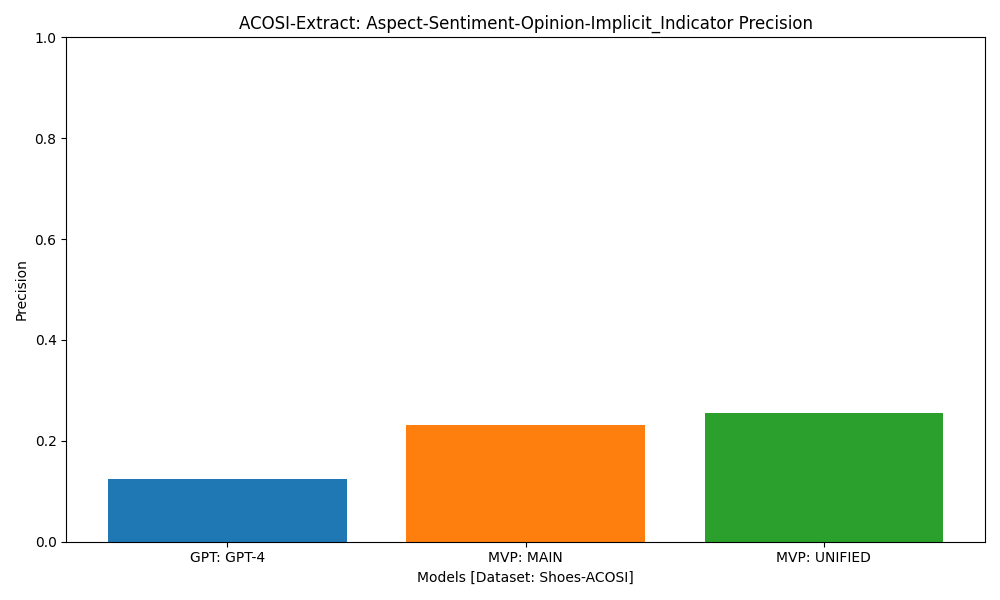 ACOSI-Extract: Aspect-Sentiment-Opinion-Implicit_Indicator Precision
1.0
0.8
0.6
0.4
0.2
0.0
Precision
GPT: GPT-4
MVP: MAIN
MVP: UNIFIED
Models [Dataset: Shoes-ACOSI]